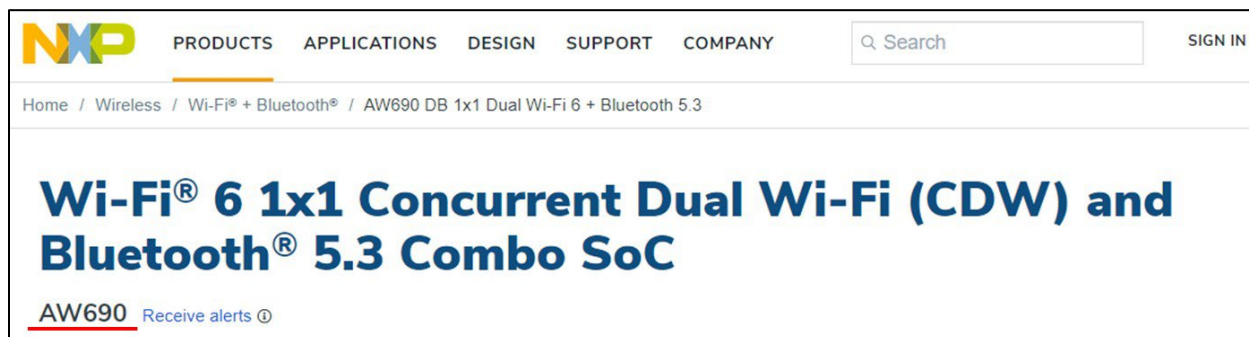 NXP PRODUCTS APPLICATIONS DESIGN SUPPORT COMPANY Search SIGN IN
Home / Wireless / Wi-Fi® + Bluetooth® / AW690 DB 1x1 Dual Wi-Fi 6 + Bluetooth 5.3
Wi-Fi® 6 1x1 Concurrent Dual Wi-Fi (CDW) and
Bluetooth® 5.3 Combo SoC
AW690 Receive alerts